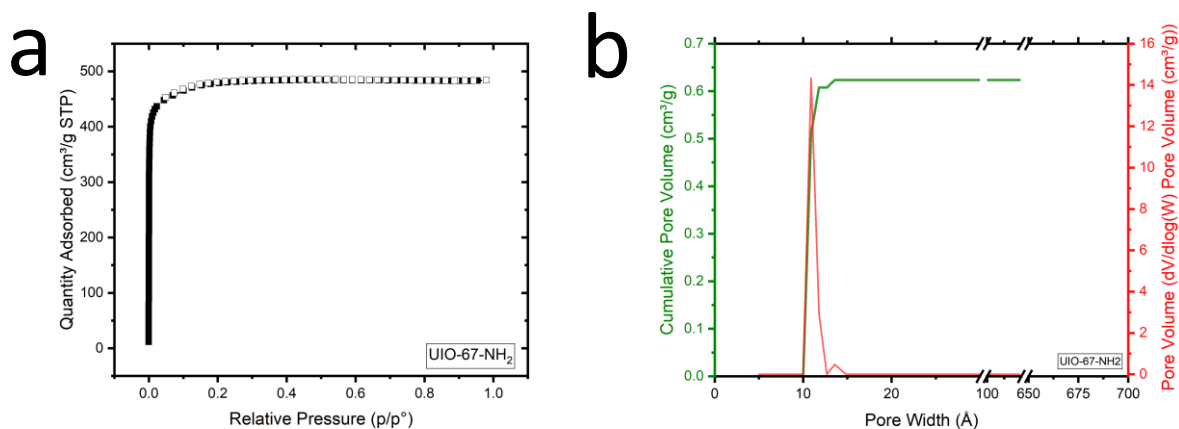 a
Quantity Adsorbed (cm³/g STP)
500
400
300
200
100
0
0.0 0.2 0.4 0.6 0.8 1.0
Relative Pressure (p/p°)
UIO-67-NH₂
b
Cumulative Pore Volume (cm³/g)
0.7
0.6
0.5
0.4
0.3
0.2
0.1
0.0
0 10 20 100 650 675 700
Pore Width (Å)
UIO-67-NH2
16
14
12
10
8
6
4
2
0
Pore Volume (dV/dlog(W) Pore Volume (cm³/g))